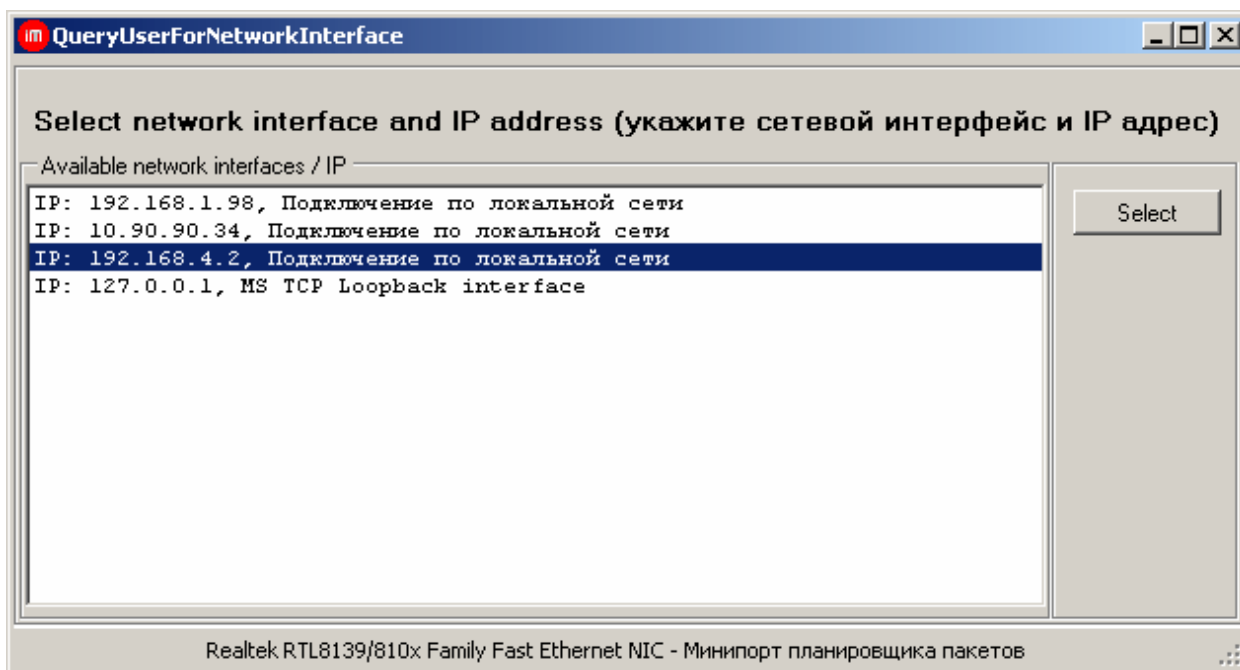 im QueryUserForNetworkInterface
Select network interface and IP address (укажите сетевой интерфейс и IP адрес)
Available network interfaces / IP
IP: 192.168.1.98, Подключение по локальной сети
Select
IP: 10.90.90.34, Подключение по локальной сети
IP: 192.168.4.2, Подключение по локальной сети
IP: 127.0.0.1, MS TCP Loopback interface
Realtek RTL8139/810x Family Fast Ethernet NIC - Минипорт планировщика пакетов